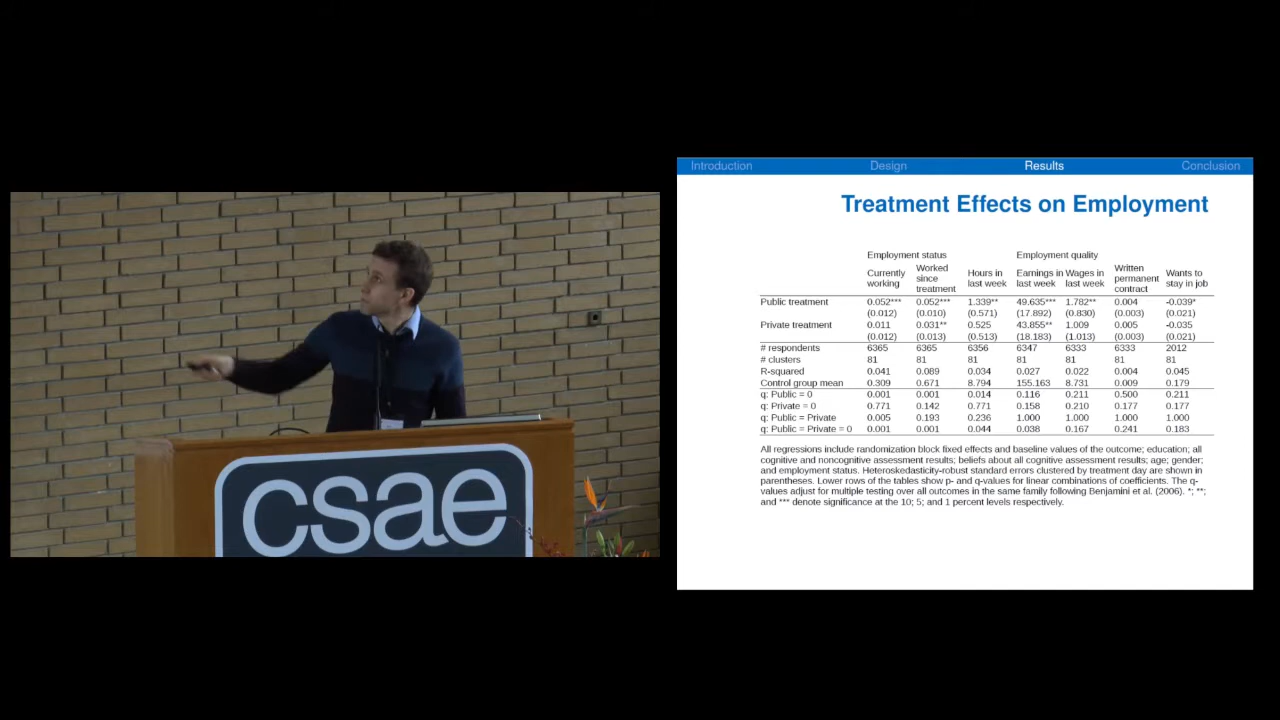 csae
Introduction Design Results Conclusion
Treatment Effects on Employment
Employment status Employment quality
Currently working Worked since treatment Hours in last week Earnings in last week Wages in last week Written permanent contract Wants to stay in job
Public treatment 0.052*** 0.052*** 1.339** 49.635*** 1.782** 0.004 -0.039*
(0.012) (0.010) (0.571) (17.892) (0.830) (0.003) (0.021)
Private treatment 0.011 0.031** 0.525 43.855** 1.009 0.005 -0.035
(0.012) (0.013) (0.513) (18.183) (1.013) (0.003) (0.021)
# respondents 6365 6365 6356 6347 6333 6333 2012
# clusters 81 81 81 81 81 81 81
R-squared 0.041 0.089 0.034 0.027 0.022 0.004 0.045
Control group mean 0.309 0.671 8.794 155.163 8.731 0.009 0.179
q: Public = 0 0.001 0.001 0.014 0.116 0.211 0.500 0.211
q: Private = 0 0.771 0.142 0.771 0.158 0.210 0.177 0.177
q: Public = Private 0.005 0.193 0.236 1.000 1.000 1.000 1.000
q: Public = Private = 0 0.001 0.001 0.044 0.038 0.167 0.241 0.183
All regressions include randomization block fixed effects and baseline values of the outcome; education; all
cognitive and noncognitive assessment results; beliefs about all cognitive assessment results; age; gender;
and employment status. Heteroskedasticity-robust standard errors clustered by treatment day are shown in
parentheses. Lower rows of the tables show p- and q-values for linear combinations of coefficients. The q-
values adjust for multiple testing over all outcomes in the same family following Benjamini et al. (2006). *; **;
and *** denote significance at the 10; 5; and 1 percent levels respectively.